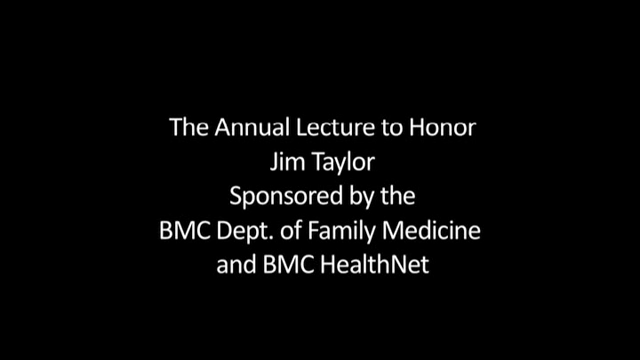 The Annual Lecture to Honor
Jim Taylor
Sponsored by the
BMC Dept. of Family Medicine
and BMC HealthNet